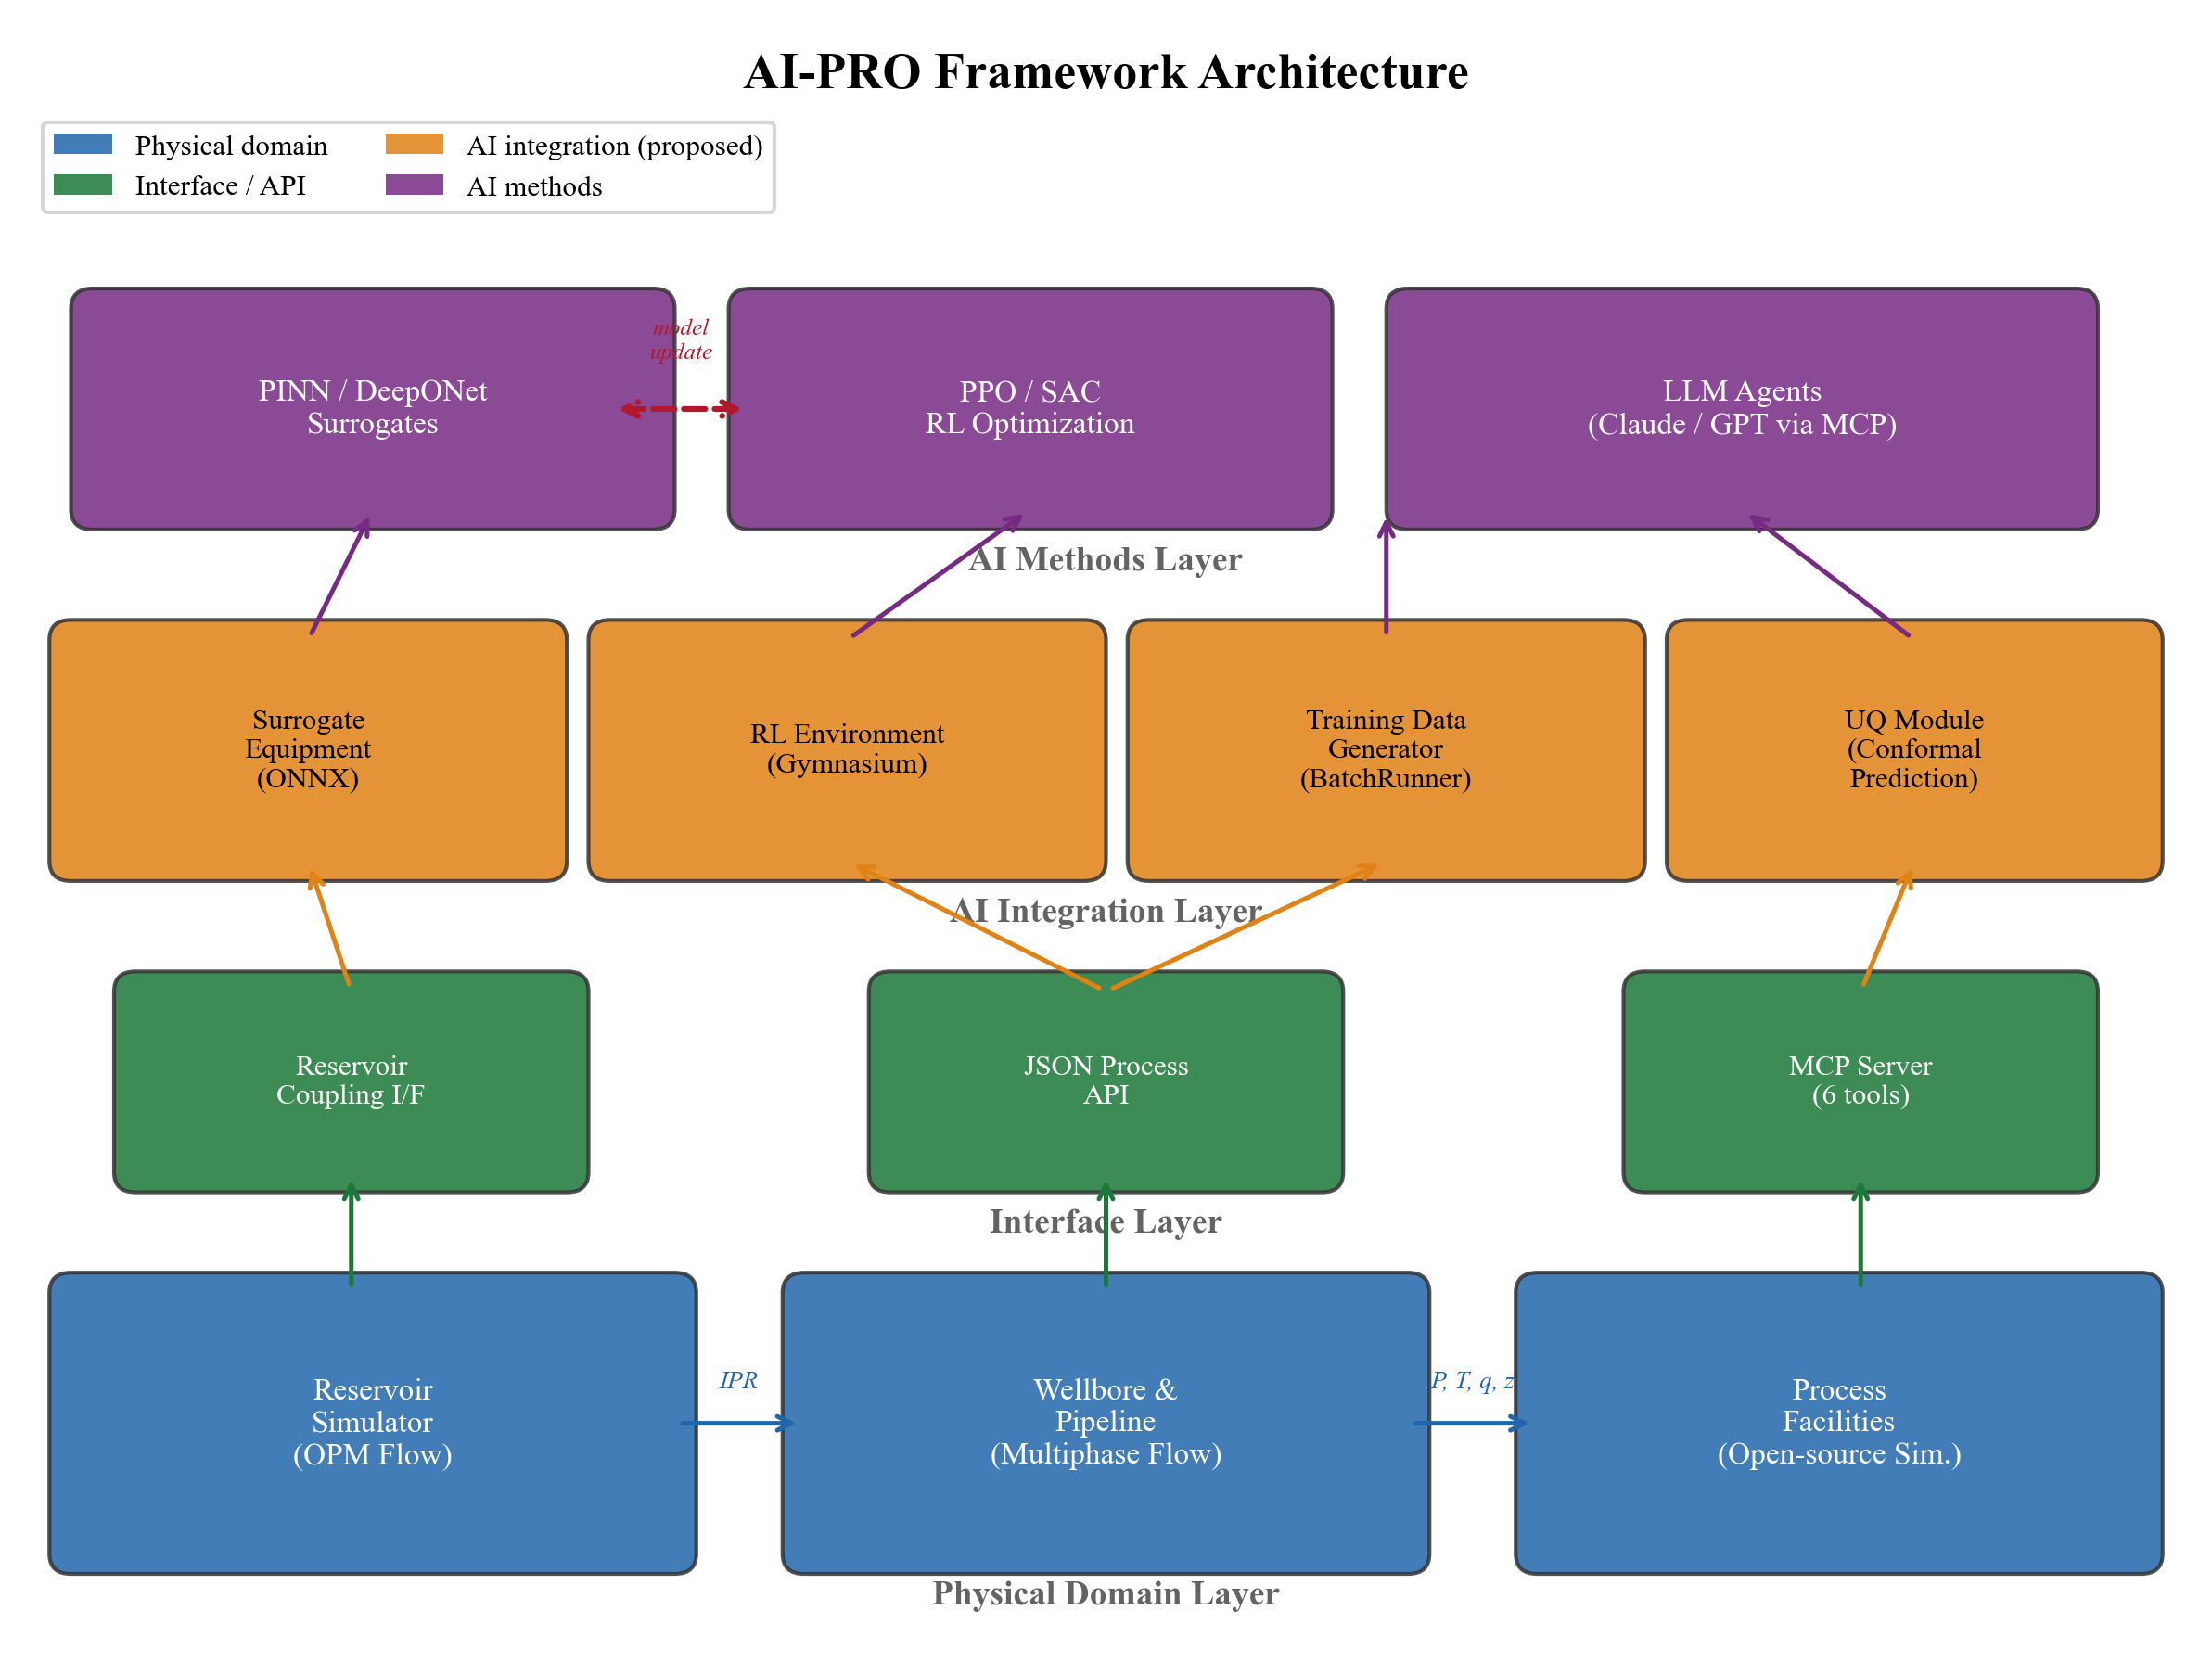 AI-PRO Framework Architecture
Physical domain
Interface / API
AI integration (proposed)
AI methods
PINN / DeepONet
Surrogates
model
update
PPO / SAC
RL Optimization
LLM Agents
(Claude / GPT via MCP)
AI Methods Layer
Surrogate
Equipment
(ONNX)
RL Environment
(Gymnasium)
Training Data
Generator
(BatchRunner)
UQ Module
(Conformal
Prediction)
AI Integration Layer
Reservoir
Coupling I/F
JSON Process
API
MCP Server
(6 tools)
Interface Layer
Reservoir
Simulator
(OPM Flow)
IPR
Wellbore &
Pipeline
(Multiphase Flow)
P, T, q, z
Process
Facilities
(Open-source Sim.)
Physical Domain Layer